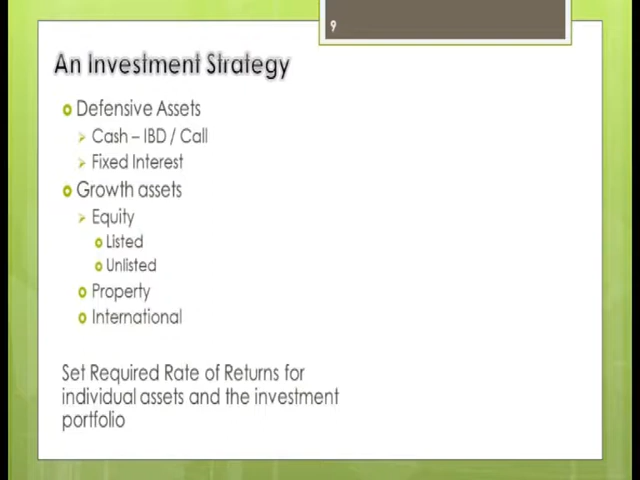 9
An Investment Strategy
Defensive Assets
Cash – IBD / Call
Fixed Interest
Growth assets
Equity
Listed
Unlisted
Property
International
Set Required Rate of Returns for
individual assets and the investment
portfolio